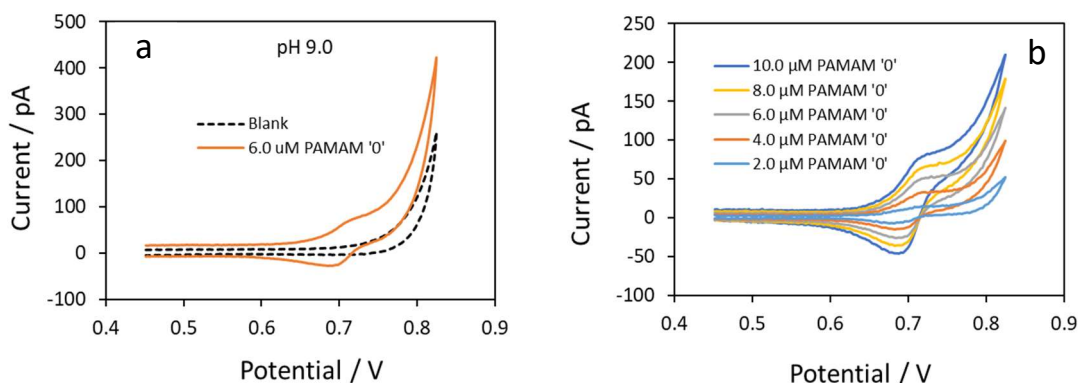 a
pH 9.0
Blank
6.0 uM PAMAM '0'
500
400
300
200
100
0
-100
0.4 0.5 0.6 0.7 0.8 0.9
Current / pA
Potential / V
b
10.0 µM PAMAM '0'
8.0 µM PAMAM '0'
6.0 µM PAMAM '0'
4.0 µM PAMAM '0'
2.0 µM PAMAM '0'
250
200
150
100
50
0
-50
-100
0.4 0.5 0.6 0.7 0.8 0.9
Current / pA
Potential / V